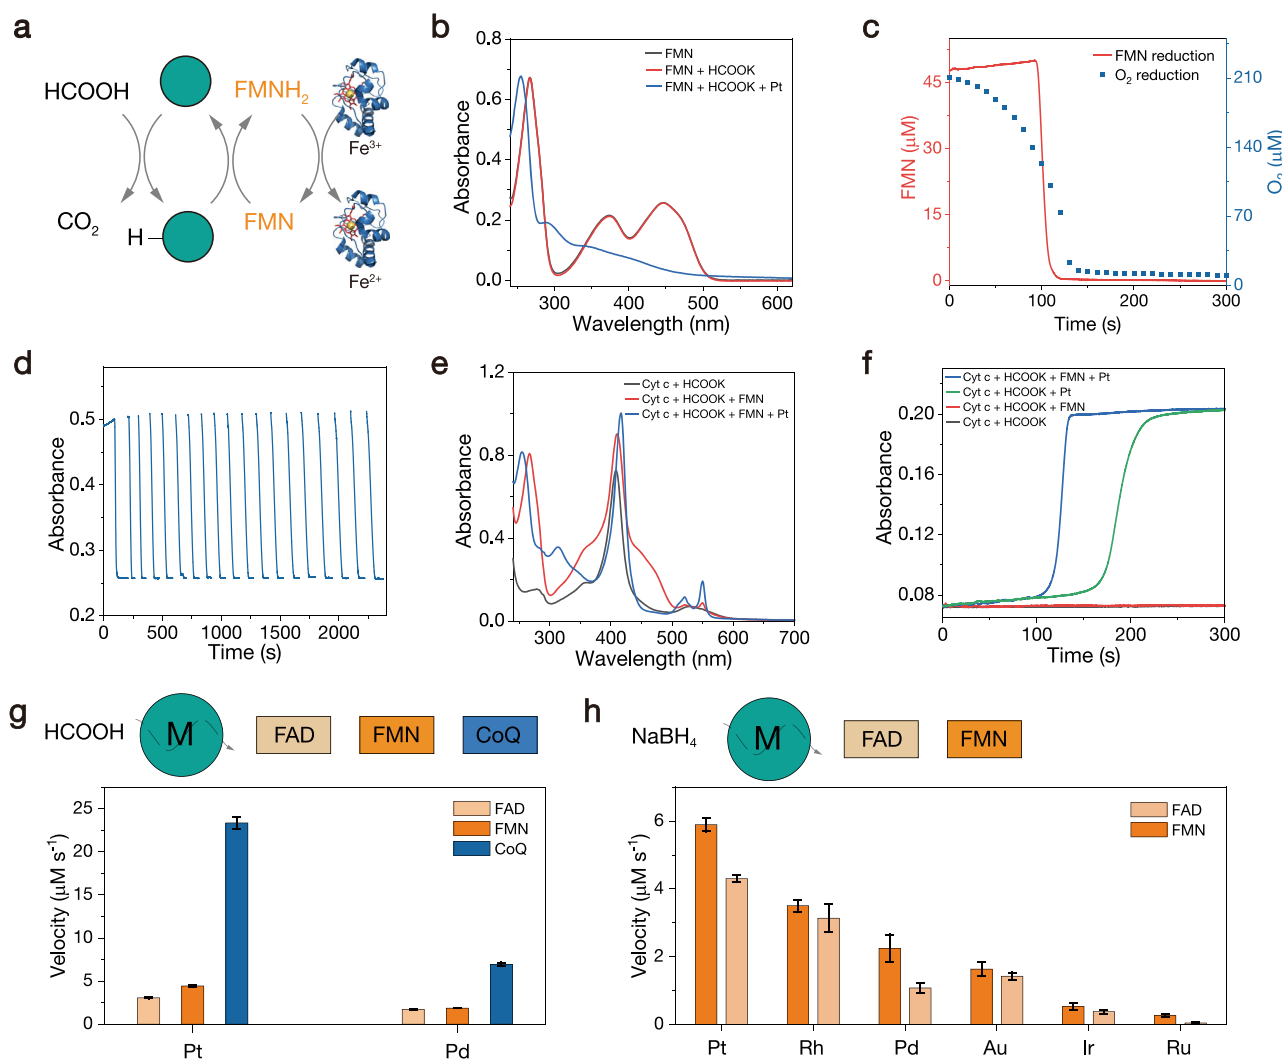 a
HCOOH
FMNH2
Fe3+
CO2
H
FMN
Fe2+
b
FMN
FMN + HCOOK
FMN + HCOOK + Pt
0.8
0.6
0.4
0.2
0.0
Absorbance
300 400 500 600
Wavelength (nm)
c
FMN reduction
O2 reduction
45
30
15
0
FMN (μM)
210
140
70
0
O2 (μM)
0 100 200 300
Time (s)
d
0.5
0.4
0.3
0.2
Absorbance
0 500 1000 1500 2000
Time (s)
e
Cyt c + HCOOK
Cyt c + HCOOK + FMN
Cyt c + HCOOK + FMN + Pt
1.2
0.8
0.4
0.0
Absorbance
300 400 500 600 700
Wavelength (nm)
f
Cyt c + HCOOK + FMN + Pt
Cyt c + HCOOK + Pt
Cyt c + HCOOK + FMN
Cyt c + HCOOK
0.20
0.16
0.12
0.08
Absorbance
0 100 200 300
Time (s)
g
HCOOH
M
FAD
FMN
CoQ
FAD
FMN
CoQ
25
20
15
10
5
0
Velocity (μM s-1)
Pt Pd
h
NaBH4
M
FAD
FMN
FAD
FMN
6
4
2
0
Velocity (μM s-1)
Pt Rh Pd Au Ir Ru